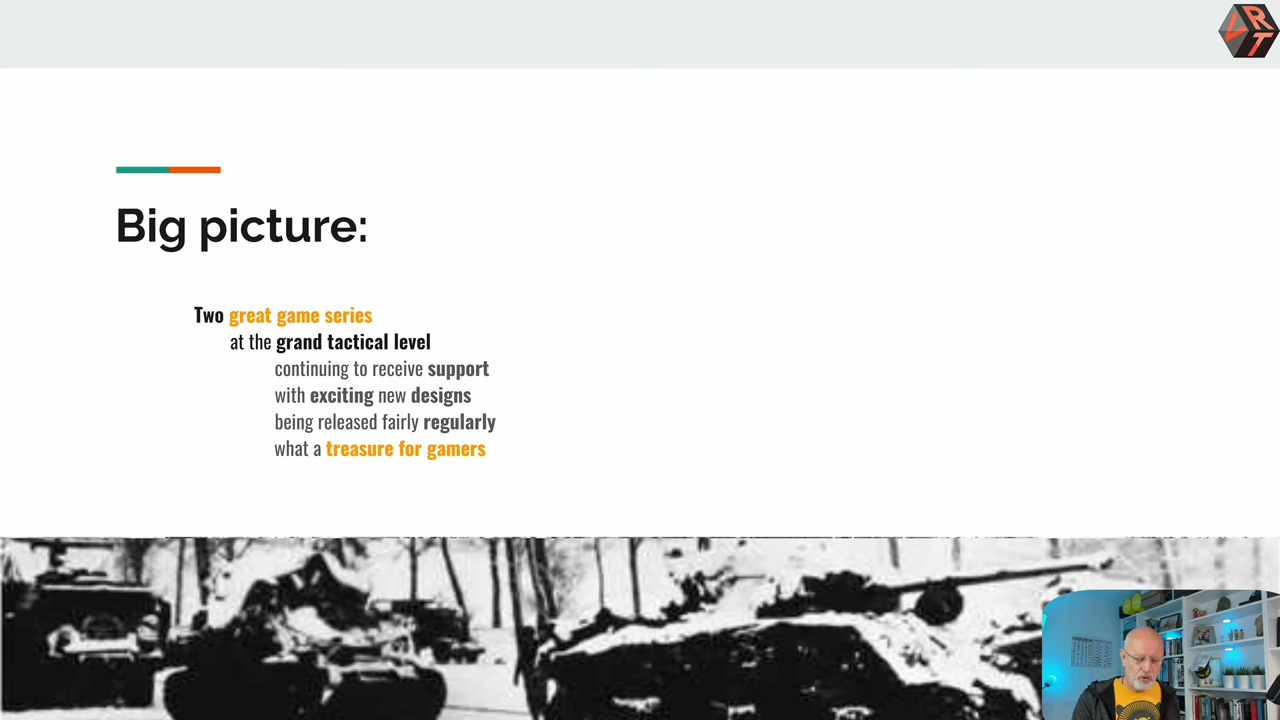 VRT
Big picture:
Two great game series
at the grand tactical level
continuing to receive support
with exciting new designs
being released fairly regularly
what a treasure for gamers